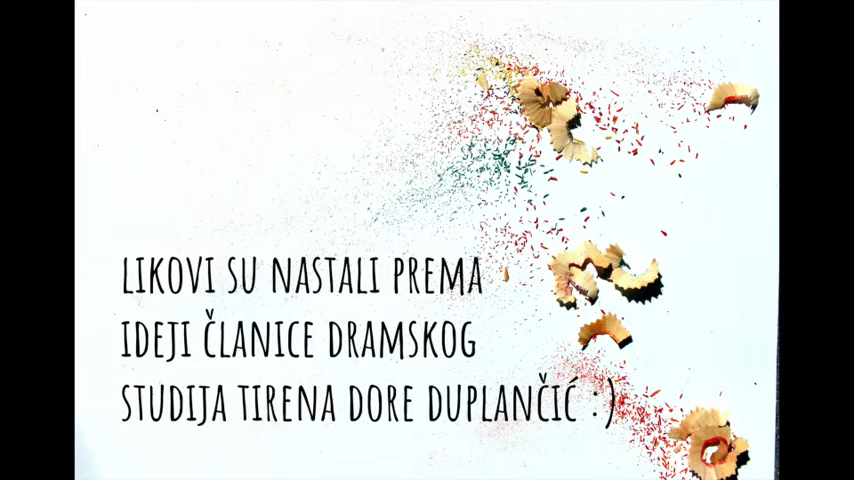 LIKOVI SU NASTALI PREMA
IDEJI ČLANICE DRAMSKOG
STUDIJA TIRENA DORE DUPLANČIĆ :)